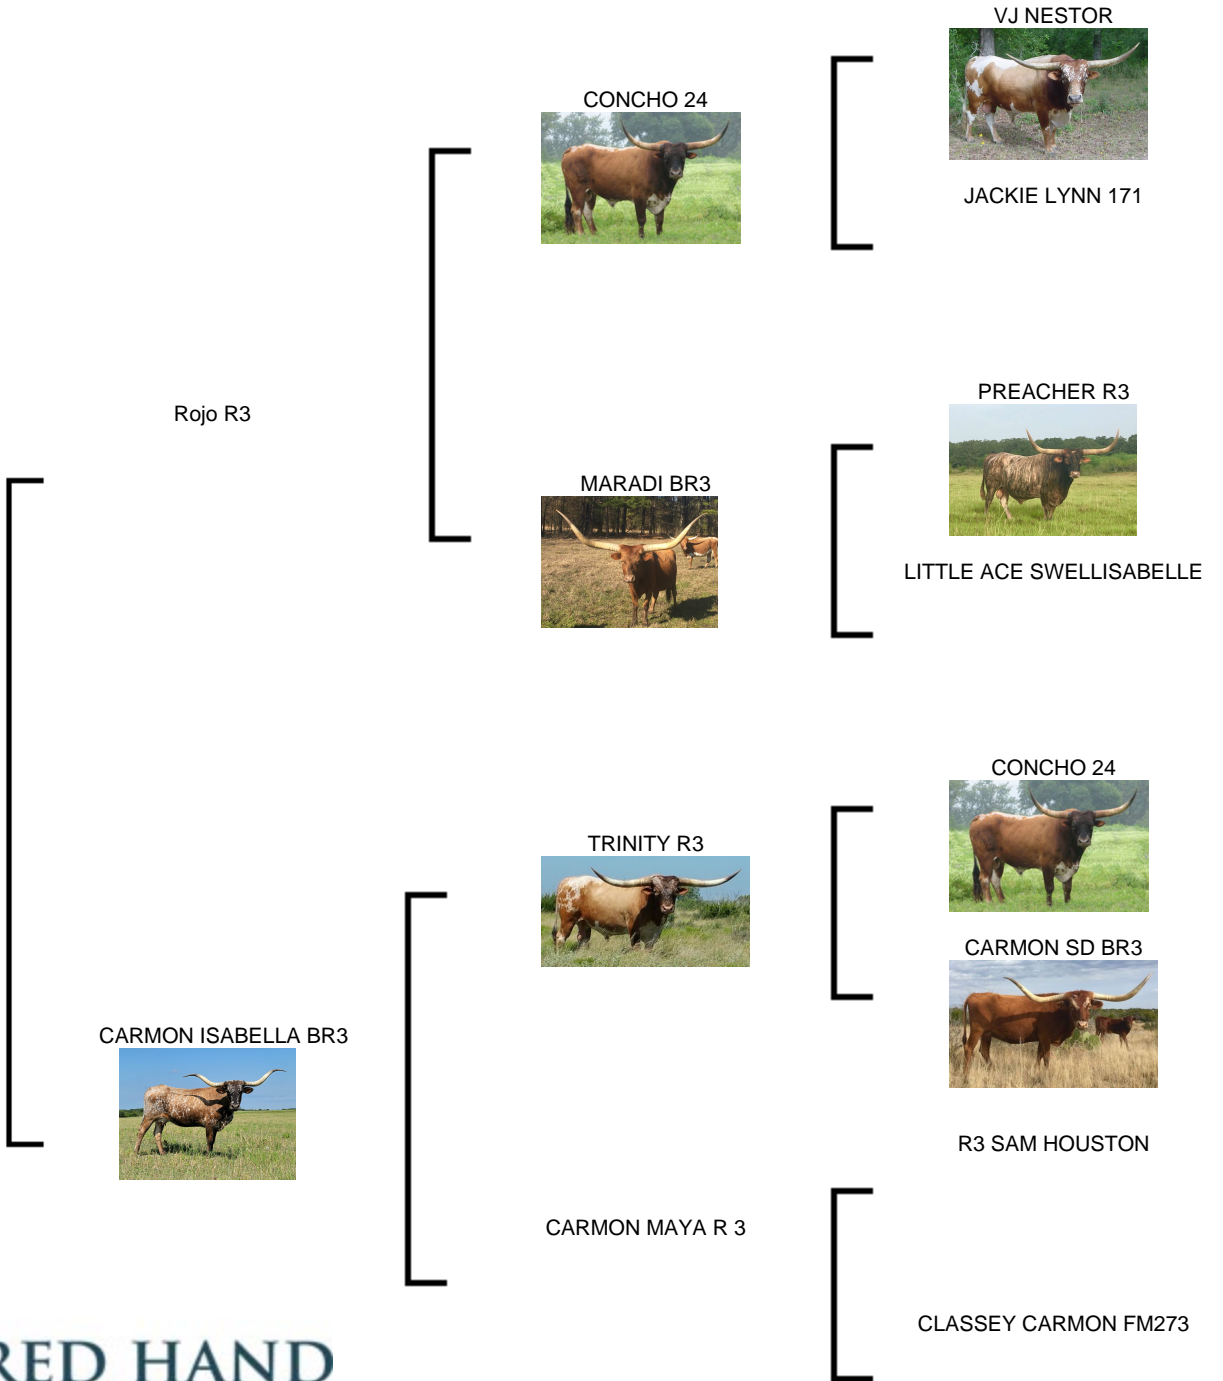 VJ NESTOR
CONCHO 24
JACKIE LYNN 171
PREACHER R3
Rojo R3
MARADI BR3
LITTLE ACE SWELLISABELLE
CONCHO 24
TRINITY R3
CARMON SD BR3
CARMON ISABELLA BR3
R3 SAM HOUSTON
CARMON MAYA R 3
CLASSEY CARMON FM273
RED HAND